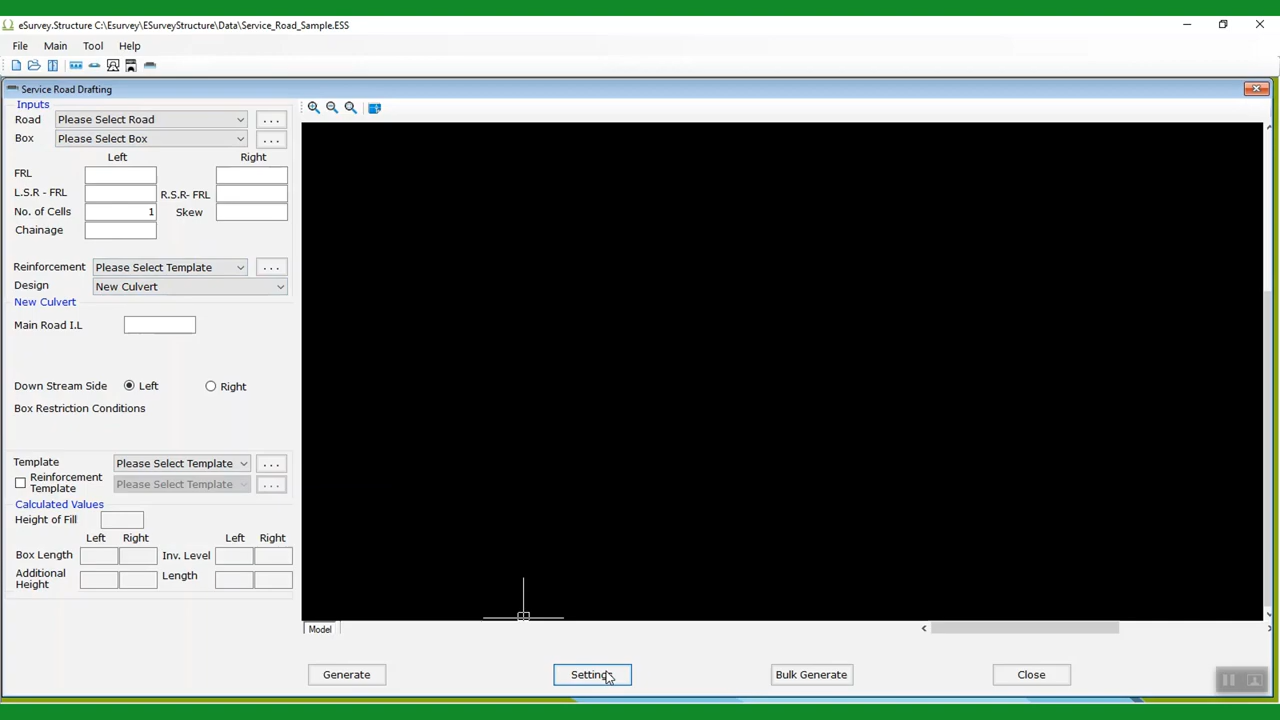 eSurvey.Structure C:\Esurvey\ESurveyStructure\Data\Service_Road_Sample.ESS
File Main Tool Help
Service Road Drafting
Inputs
Road Please Select Road ...
Box Please Select Box ...
Left Right
FRL
L.S.R - FRL R.S.R- FRL
No. of Cells 1 Skew
Chainage
Reinforcement Please Select Template ...
Design New Culvert
New Culvert
Main Road I.L
Down Stream Side Left Right
Box Restriction Conditions
Template Please Select Template ...
Reinforcement Template Please Select Template ...
Calculated Values
Height of Fill
Left Right Left Right
Box Length Inv. Level
Additional Height Length
Model
Generate Settings Bulk Generate Close